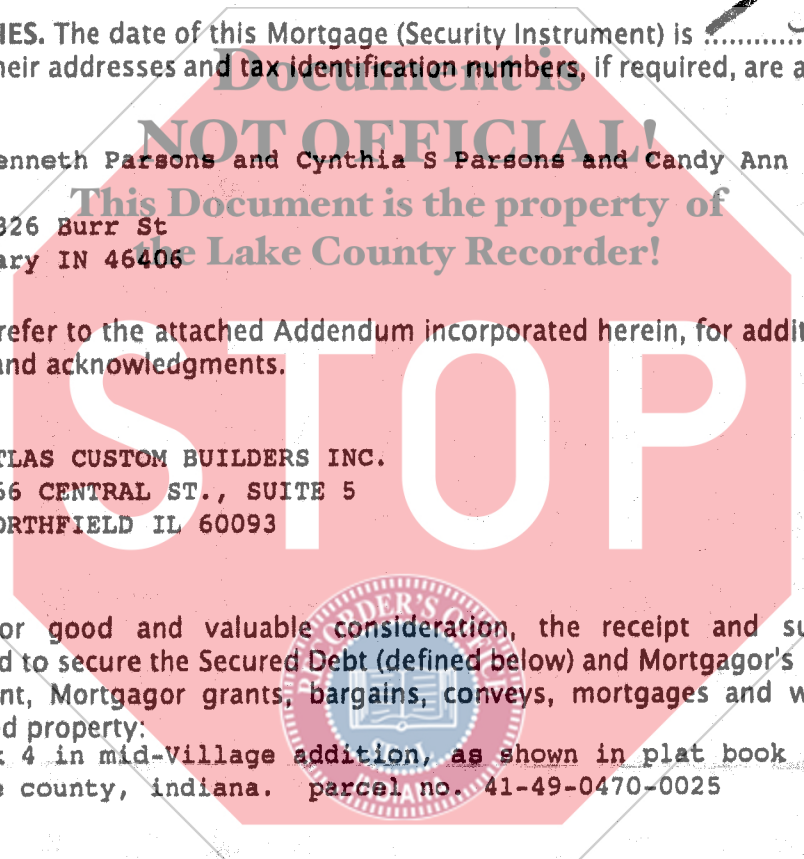 IES. The date of this Mortgage (Security Instrument) is
heir addresses and tax identification numbers, if required, are a
Document is
NOT OFFICIAL!
enneth Parsons and Cynthia S Parsons and Candy Ann
This Document is the property of
326 Burr St
the Lake County Recorder!
ary IN 46406
refer to the attached Addendum incorporated herein, for addit
and acknowledgments.
STOP
TLAS CUSTOM BUILDERS INC.
66 CENTRAL ST., SUITE 5
ORTHFIELD IL 60093
RECORDER'S OFFICE
or good and valuable consideration, the receipt and su
d to secure the Secured Debt (defined below) and Mortgagor's
nt, Mortgagor grants, bargains, conveys, mortgages and w
d property:
SEAL
k 4 in mid-Village addition, as shown in plat book
INDIANA
e county, indiana. parcel no. 41-49-0470-0025